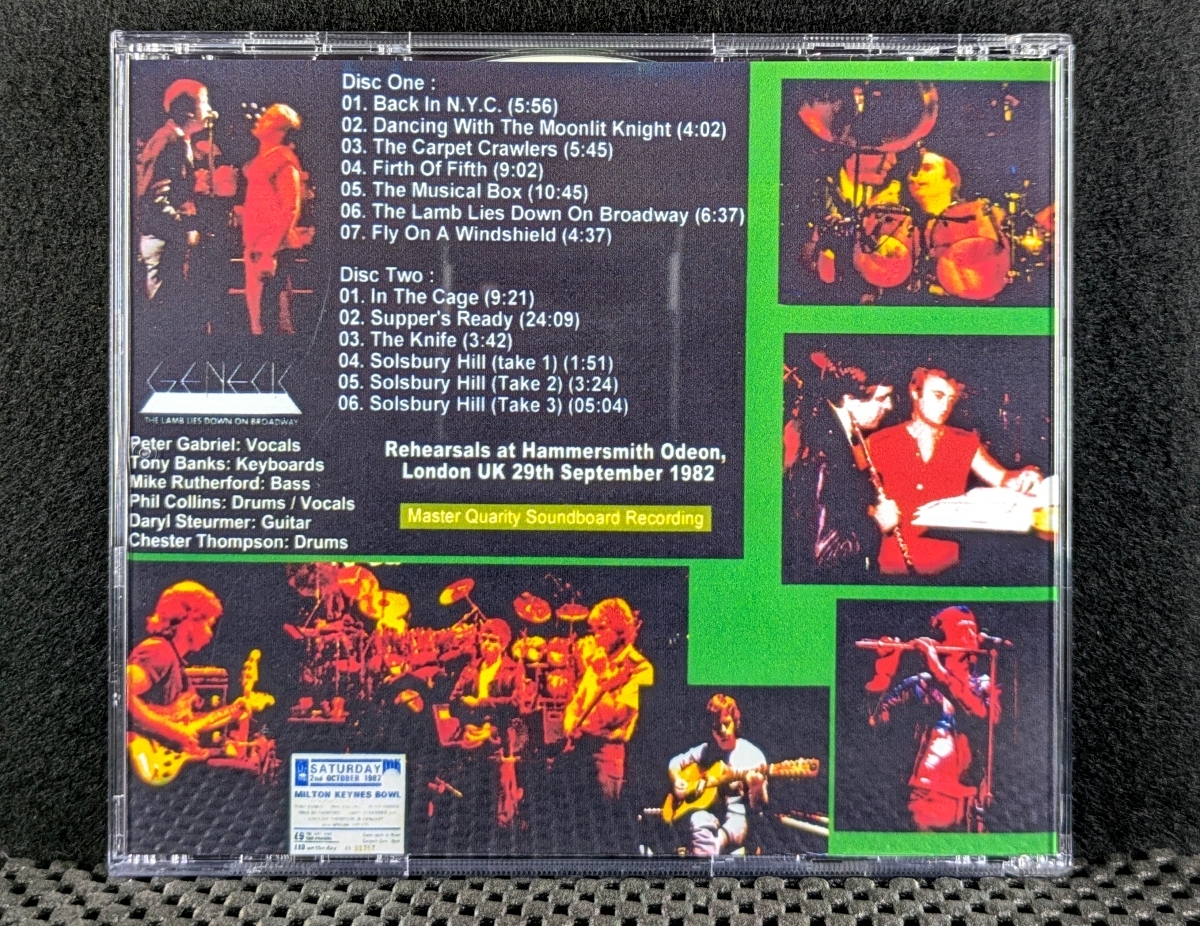 Disc One :
01. Back In N.Y.C. (5:56)
02. Dancing With The Moonlit Knight (4:02)
03. The Carpet Crawlers (5:45)
04. Firth Of Fifth (9:02)
05. The Musical Box (10:45)
06. The Lamb Lies Down On Broadway (6:37)
07. Fly On A Windshield (4:37)
Disc Two :
01. In The Cage (9:21)
02. Supper's Ready (24:09)
03. The Knife (3:42)
04. Solsbury Hill (take 1) (1:51)
05. Solsbury Hill (Take 2) (3:24)
06. Solsbury Hill (Take 3) (05:04)
GENESIS
THE LAMB LIES DOWN ON BROADWAY
Peter Gabriel: Vocals
Tony Banks: Keyboards
Mike Rutherford: Bass
Phil Collins: Drums / Vocals
Daryl Steurmer: Guitar
Chester Thompson: Drums
Rehearsals at Hammersmith Odeon,
London UK 29th September 1982
Master Quarity Soundboard Recording
SATURDAY
2nd OCTOBER 1982
MILTON KEYNES BOWL
£9
£10 on the day